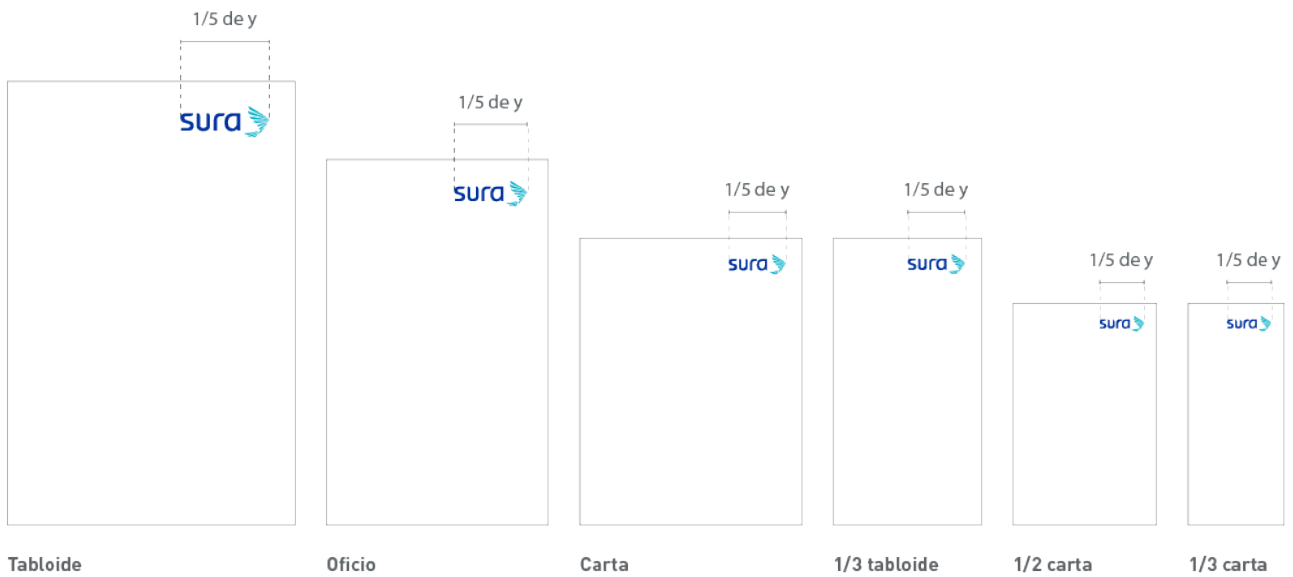 1/5 de y
sura
Tabloide
1/5 de y
sura
Oficio
1/5 de y
sura
Carta
1/5 de y
sura
1/3 tabloide
1/5 de y
sura
1/2 carta
1/5 de y
sura
1/3 carta